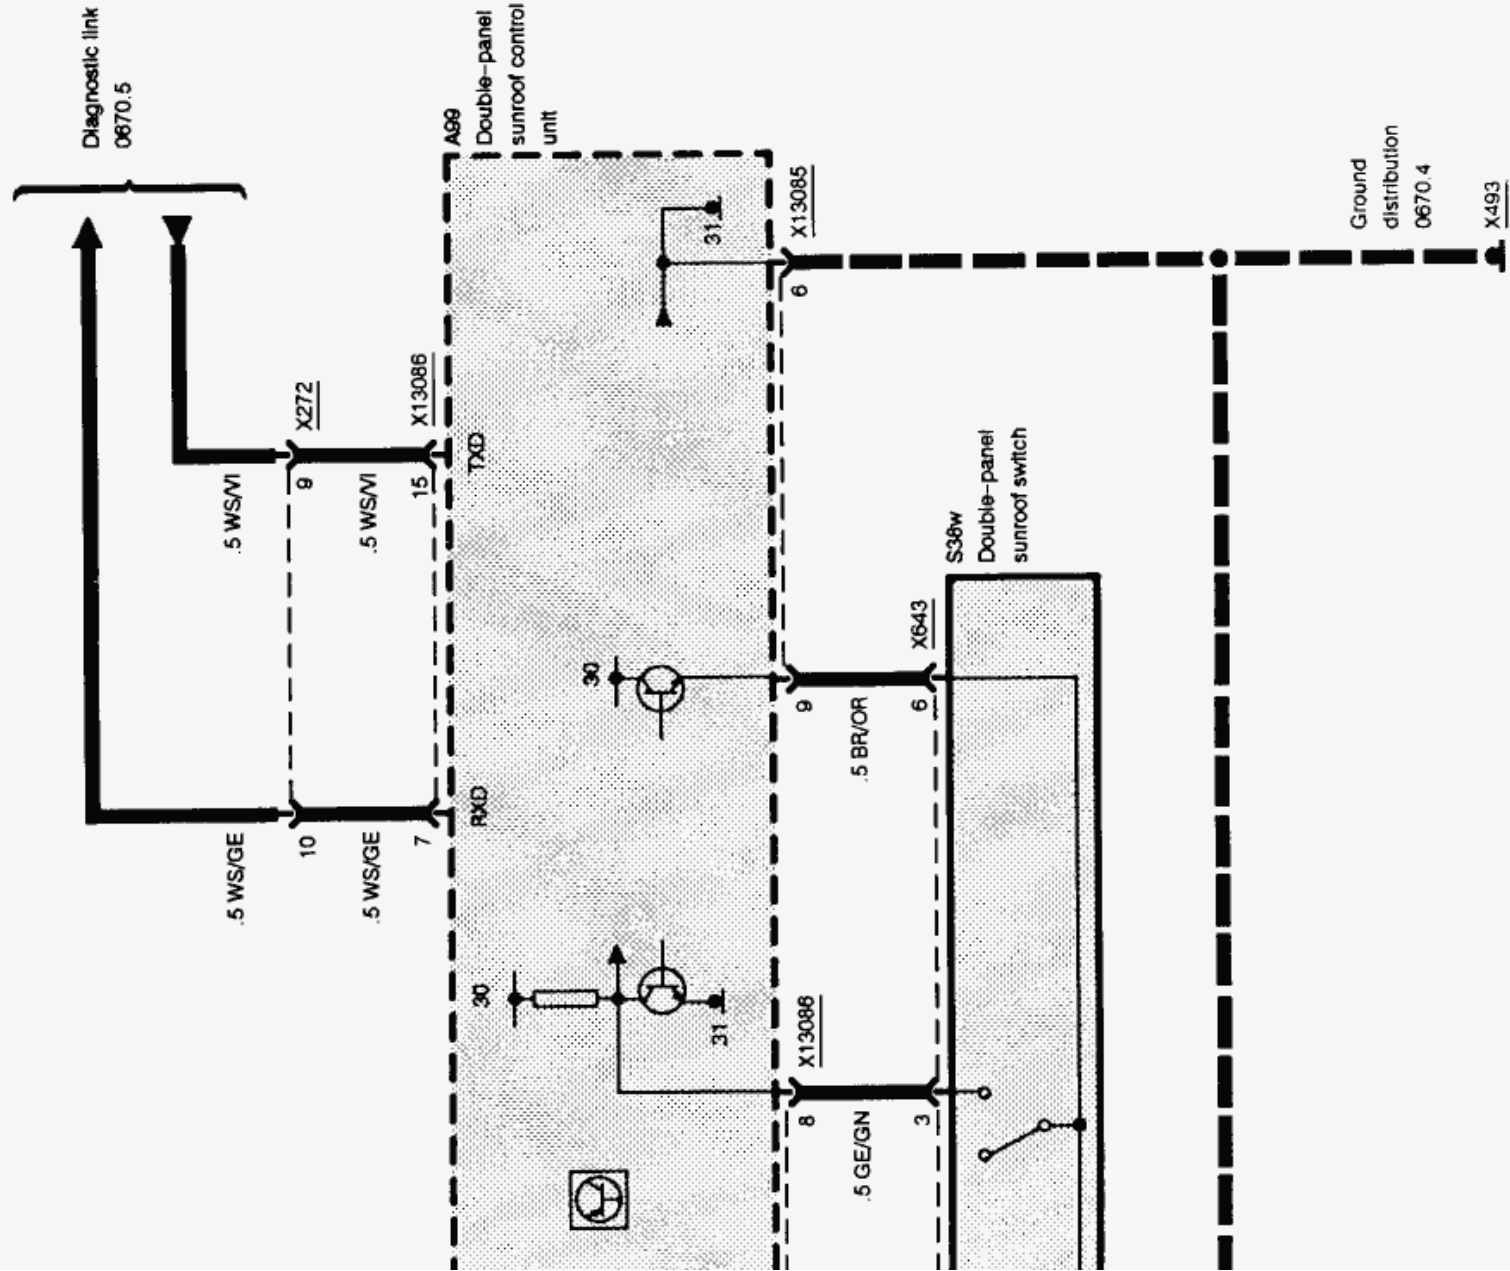 Diagnostic link
0670.5
A99
Double-panel
sunroof control
unit
X13085
31
6
Ground
distribution
0670.4
X493
X272
X13086
TXD
9
15
.5 WS/VI
.5 WS/VI
S38w
Double-panel
sunroof switch
X643
30
9
6
.5 BR/OR
RXD
10
7
.5 WS/GE
.5 WS/GE
30
31
X13086
8
3
.5 GE/GN